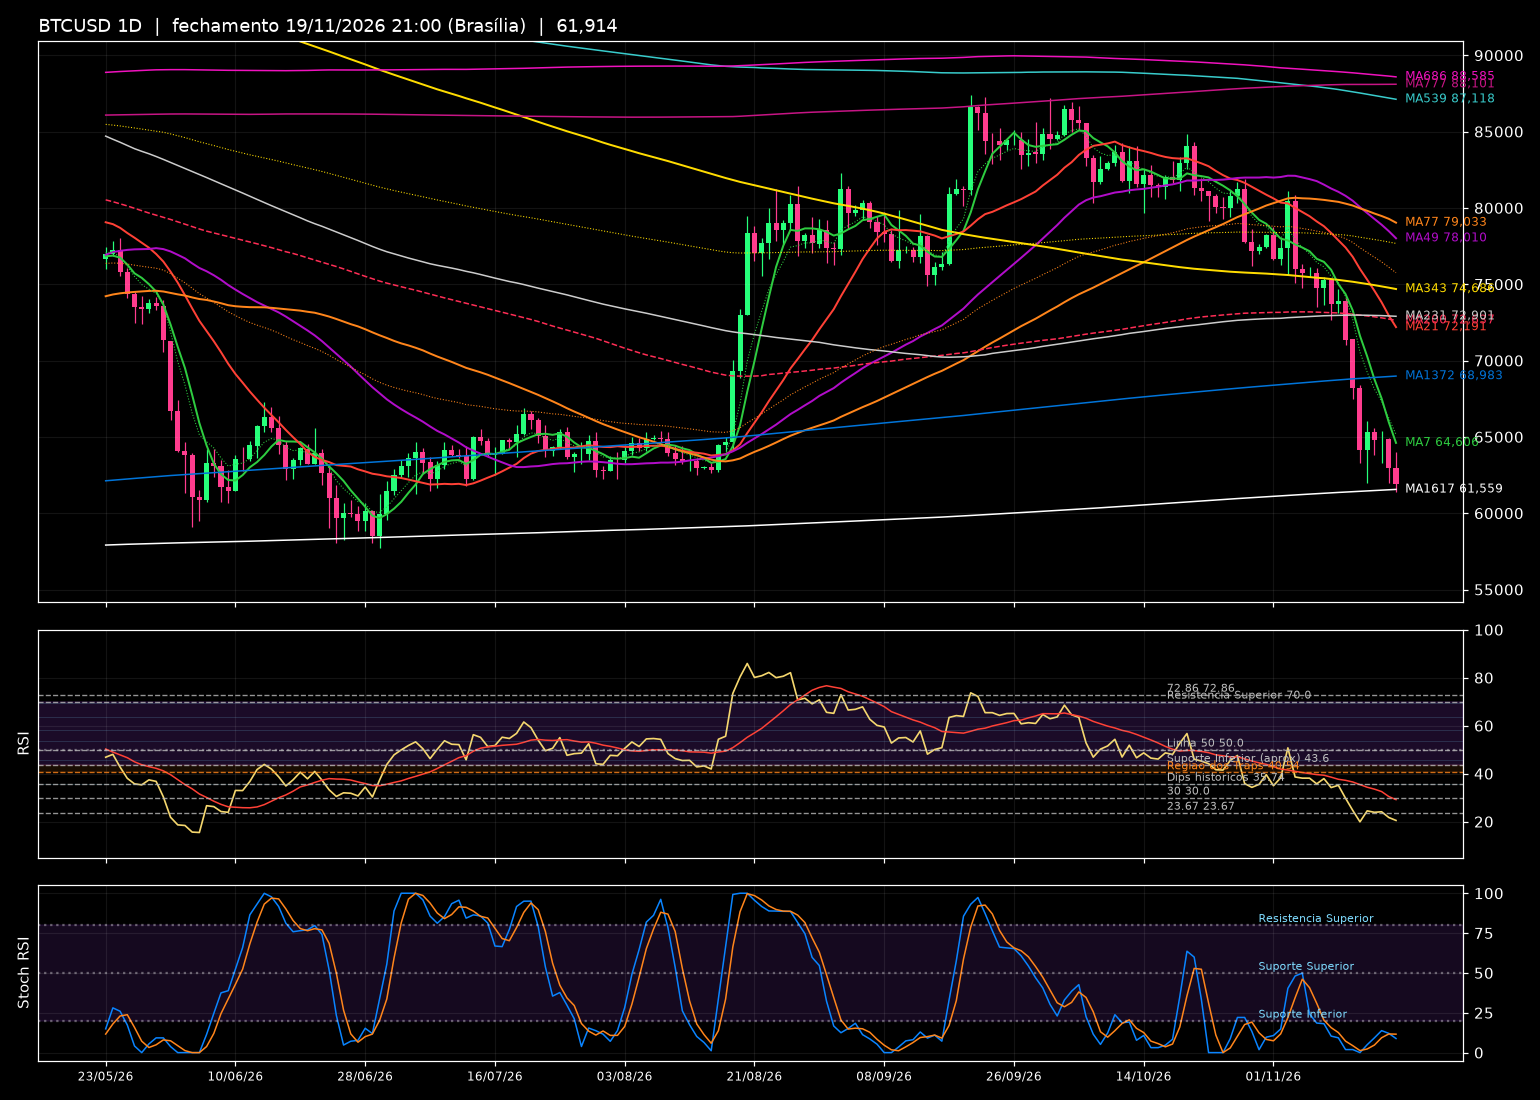 BTCUSD 1D | fechamento 19/11/2026 21:00 (Brasília) | 61,914
90000
MA686 88,585
MA777 88,101
MA539 87,118
85000
80000
MA77 79,033
MA49 78,010
75000
MA343 74,686
MA231 72,901
MA21 72,191
70000
MA1372 68,983
65000
MA7 64,606
MA1617 61,559
60000
55000
RSI
100
80
60
40
20
72.86 72.86
Resistencia Superior 70.0
Linha 50 50.0
Suporte Inferior (aprox) 43.6
Dips historicos 35.74
30 30.0
23.67 23.67
Stoch RSI
100
75
50
25
0
Resistencia Superior
Suporte Superior
Suporte Inferior
23/05/26
10/06/26
28/06/26
16/07/26
03/08/26
21/08/26
08/09/26
26/09/26
14/10/26
01/11/26